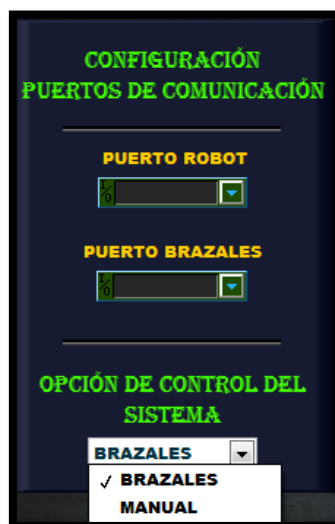 CONFIGURACIÓN
PUERTOS DE COMUNICACIÓN
PUERTO ROBOT
I/O
PUERTO BRAZALES
I/O
OPCIÓN DE CONTROL DEL
SISTEMA
BRAZALES
✓ BRAZALES
MANUAL